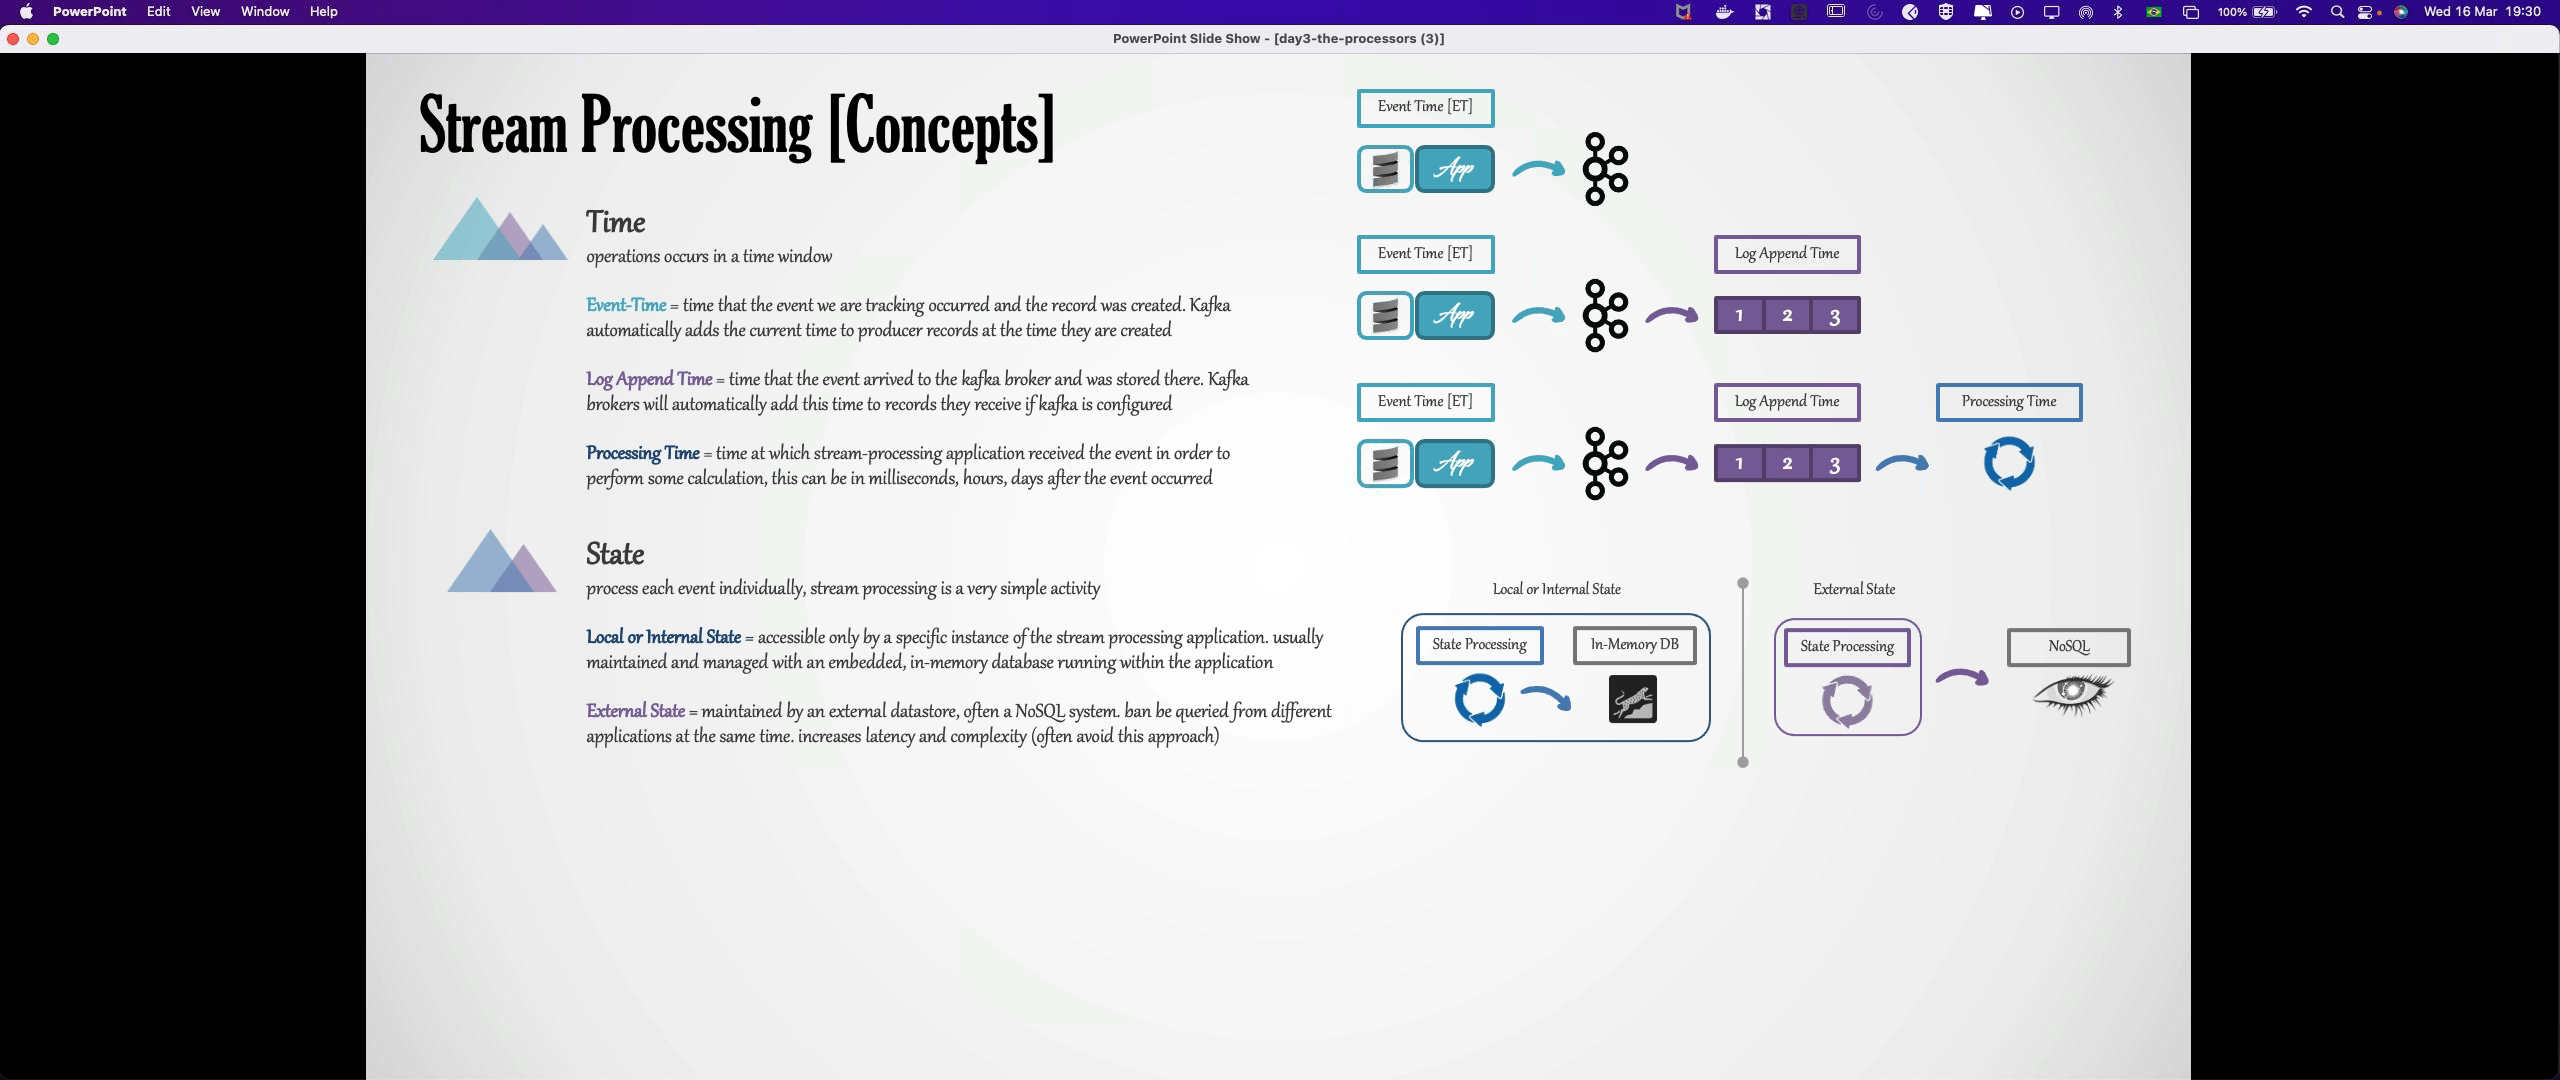 PowerPoint Edit View Window Help
100%
Wed 16 Mar 19:30
PowerPoint Slide Show - [day3-the-processors (3)]
Stream Processing [Concepts]
Time
operations occurs in a time window
Event-Time = time that the event we are tracking occurred and the record was created. Kafka
automatically adds the current time to producer records at the time they are created
Log Append Time = time that the event arrived to the kafka broker and was stored there. Kafka
brokers will automatically add this time to records they receive if kafka is configured
Processing Time = time at which stream-processing application received the event in order to
perform some calculation, this can be in milliseconds, hours, days after the event occurred
State
process each event individually, stream processing is a very simple activity
Local or Internal State = accessible only by a specific instance of the stream processing application. usually
maintained and managed with an embedded, in-memory database running within the application
External State = maintained by an external datastore, often a NoSQL system. ban be queried from different
applications at the same time. increases latency and complexity (often avoid this approach)
Event Time [ET]
App
Event Time [ET]
Log Append Time
App
1 2 3
Event Time [ET]
Log Append Time
Processing Time
App
1 2 3
Local or Internal State
External State
State Processing
In-Memory DB
State Processing
NoSQL